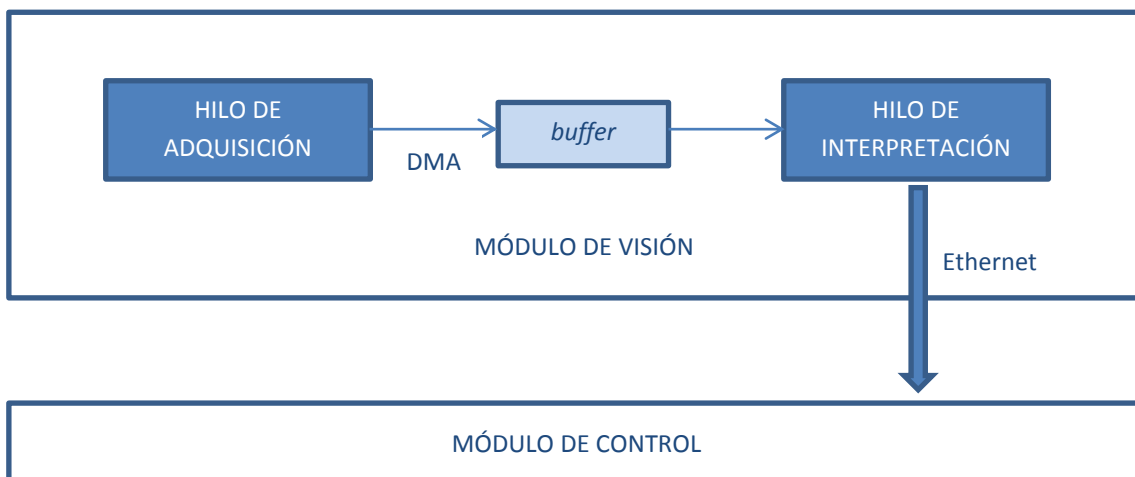 HILO DE
ADQUISICIÓN
DMA
buffer
HILO DE
INTERPRETACIÓN
MÓDULO DE VISIÓN
Ethernet
MÓDULO DE CONTROL